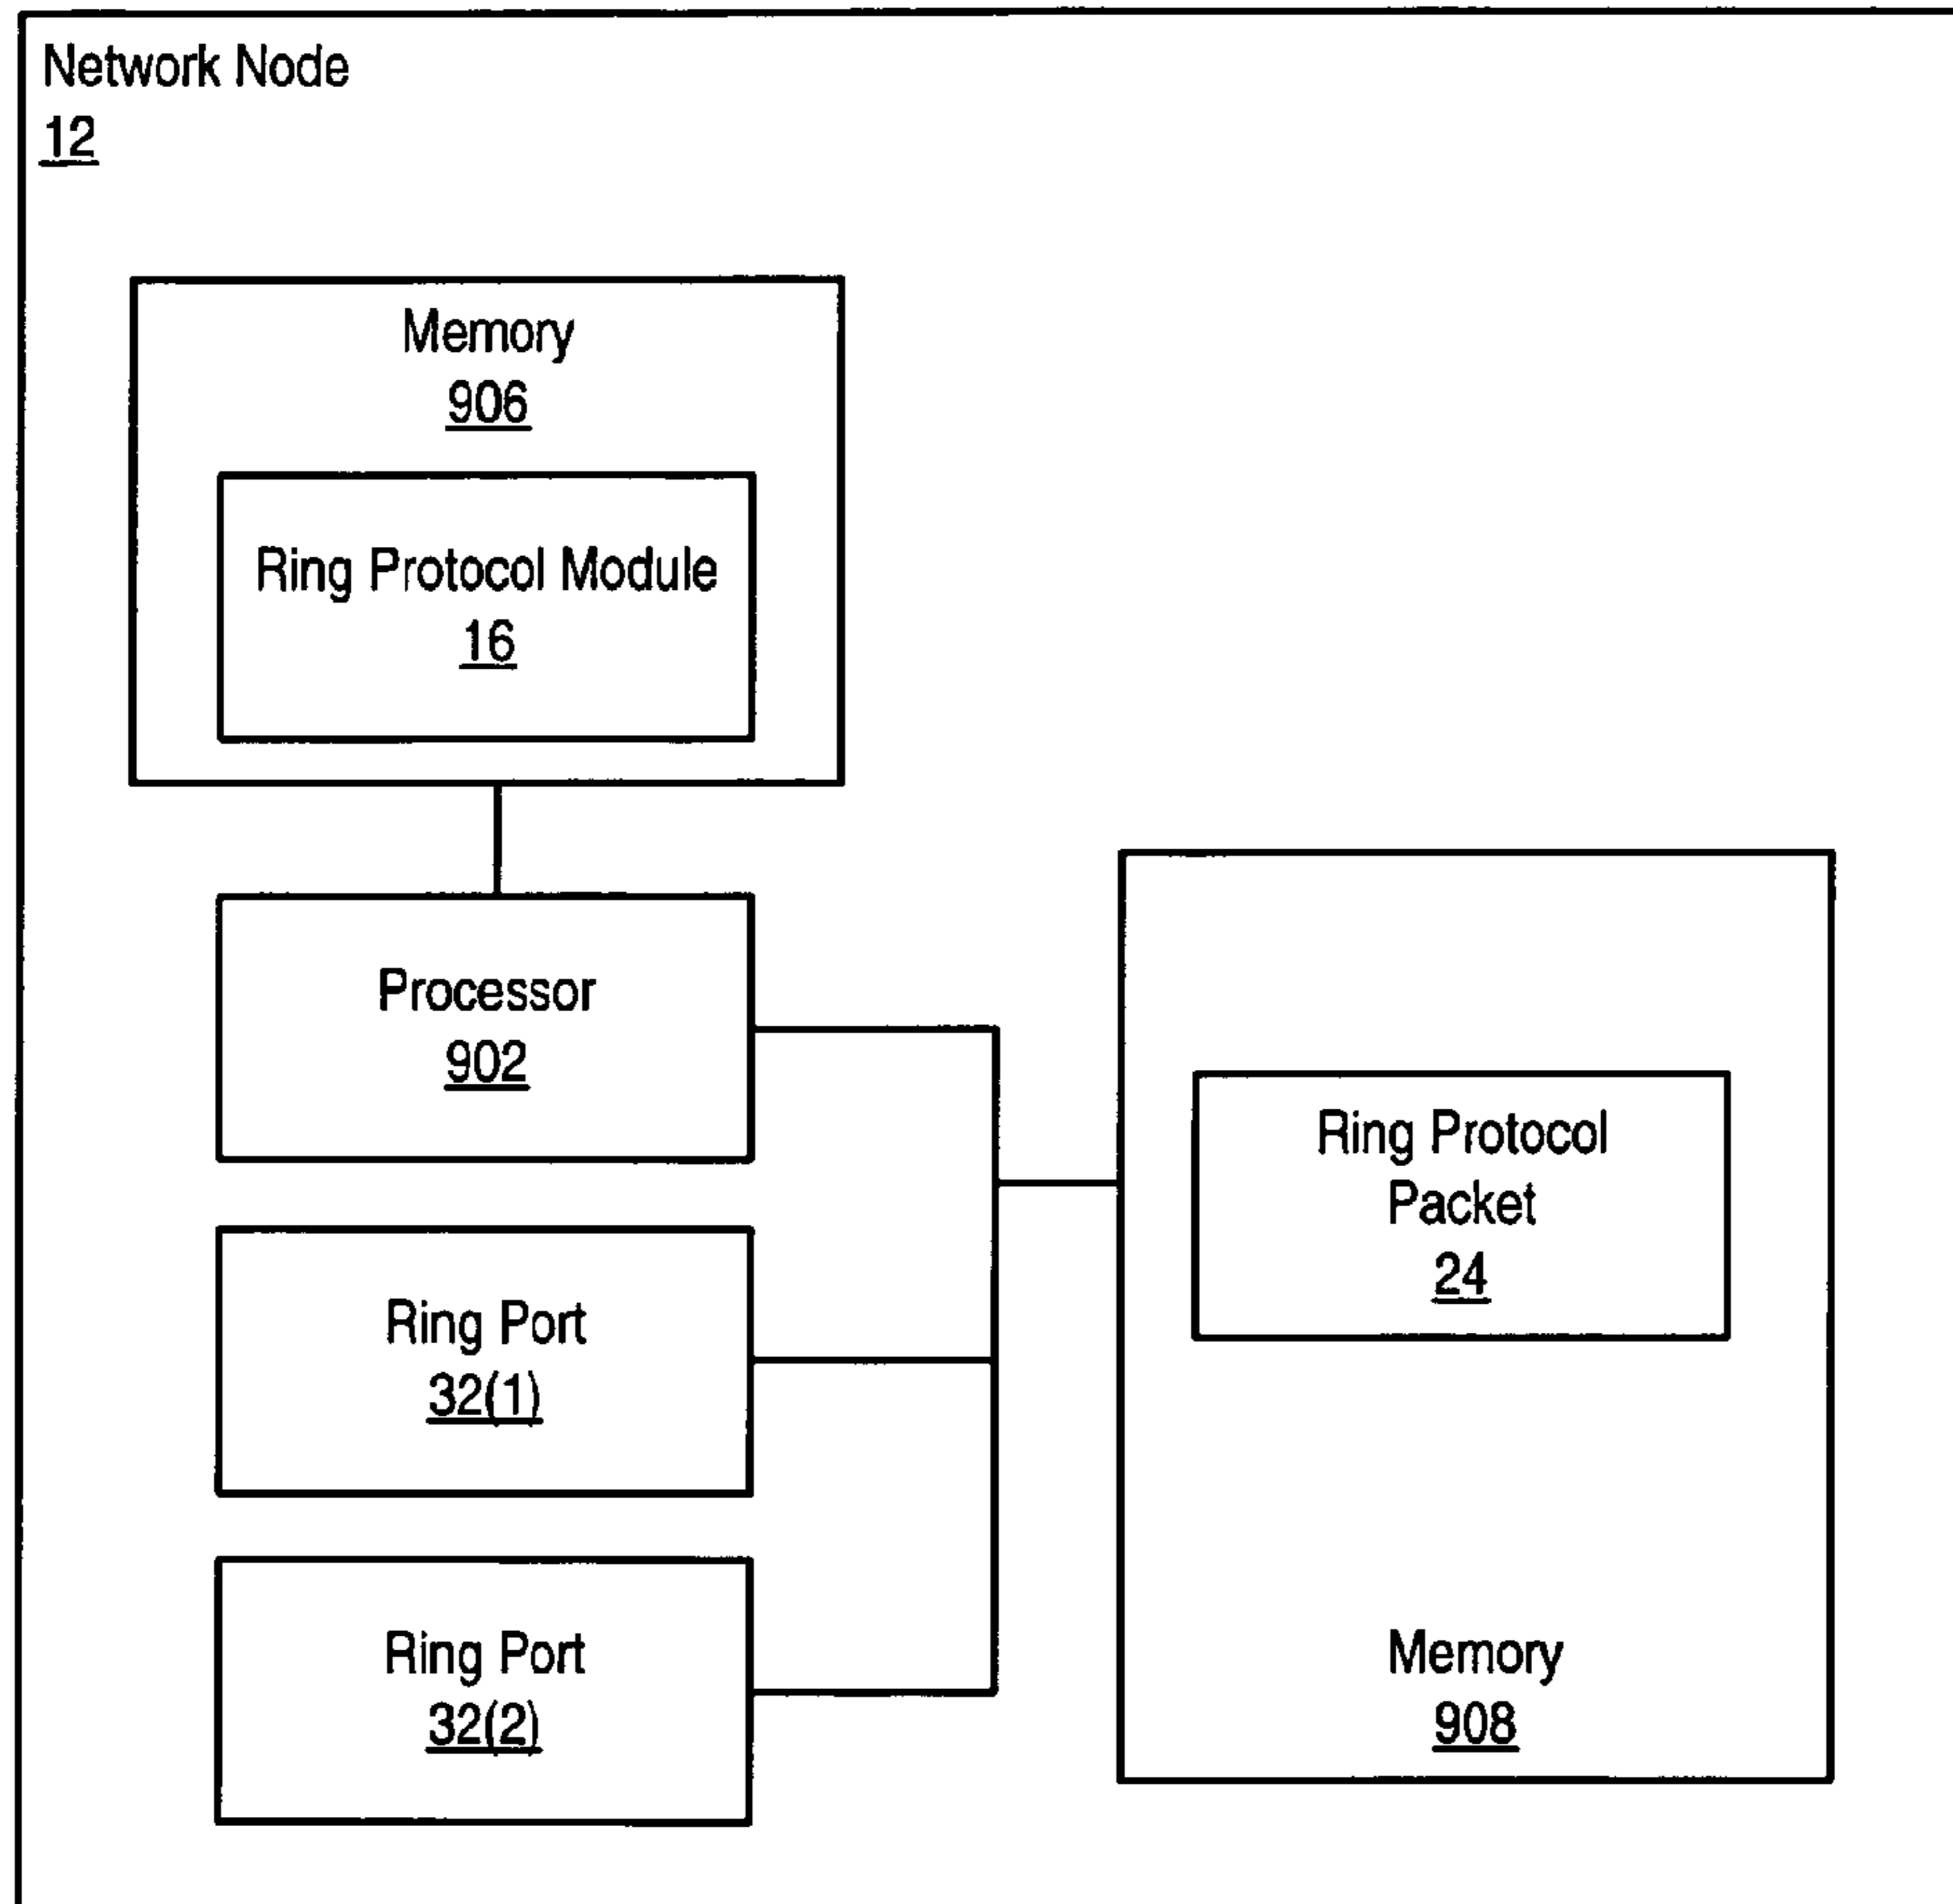 Network Node
12
Memory
906
Ring Protocol Module
16
Processor
902
Ring Port
32(1)
Ring Port
32(2)
Ring Protocol
Packet
24
Memory
908